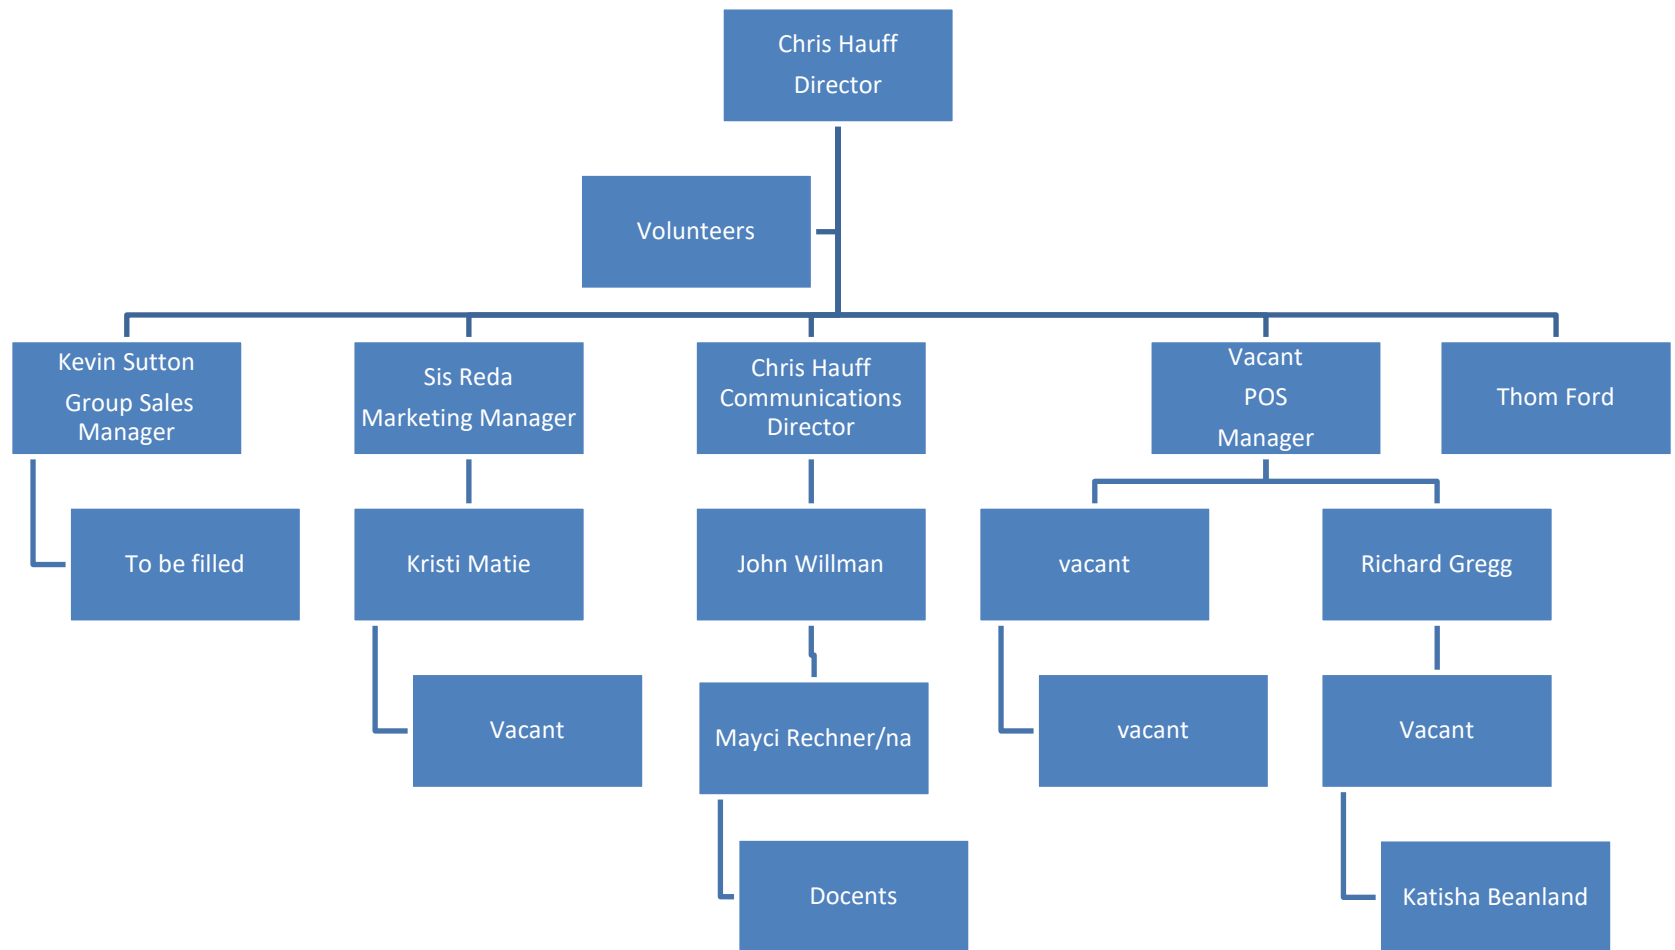 Chris Hauff
Director
Volunteers
Kevin Sutton
Group Sales
Manager
Sis Reda
Marketing Manager
Chris Hauff
Communications
Director
Vacant
POS
Manager
Thom Ford
To be filled
Kristi Matie
John Willman
vacant
Richard Gregg
Vacant
Mayci Rechner/na
vacant
Vacant
Docents
Katisha Beanland